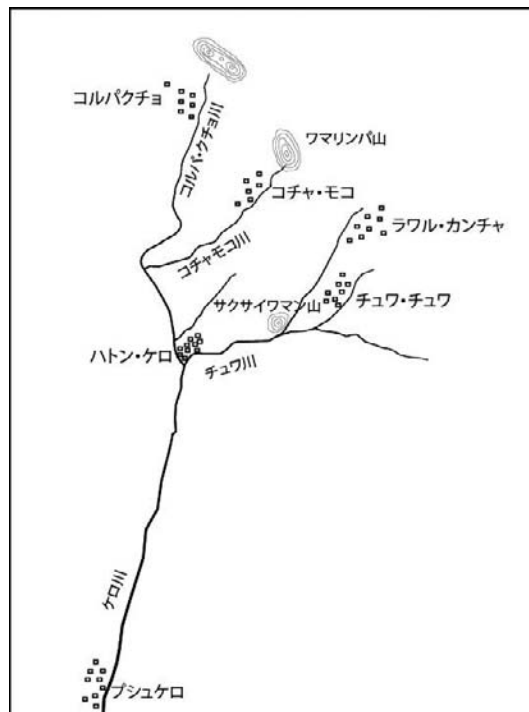 コルパクチョ
コルパ・クチョ川
ワマリンパ山
コチャ・モコ
コチャモコ川
ラワル・カンチャ
サクサイワマン山
チュワ・チュワ
ハトン・ケロ
チュワ川
ケロ川
プシュケロ